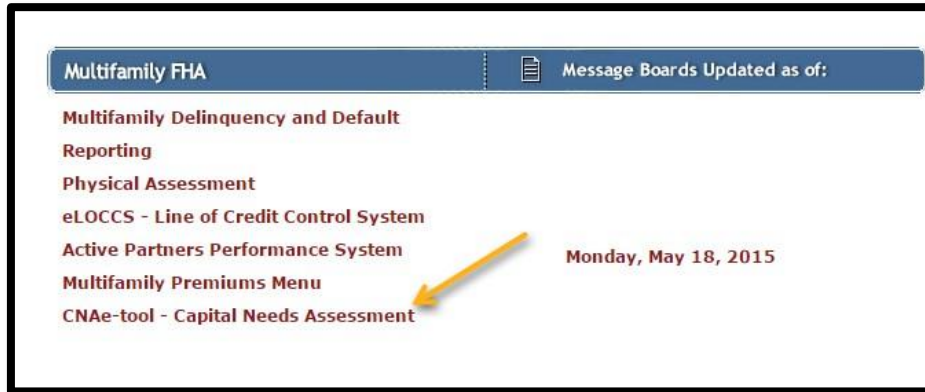 Multifamily FHA
Message Boards Updated as of:
Multifamily Delinquency and Default
Reporting
Physical Assessment
eLOCCS - Line of Credit Control System
Active Partners Performance System
Monday, May 18, 2015
Multifamily Premiums Menu
CNAe-tool - Capital Needs Assessment